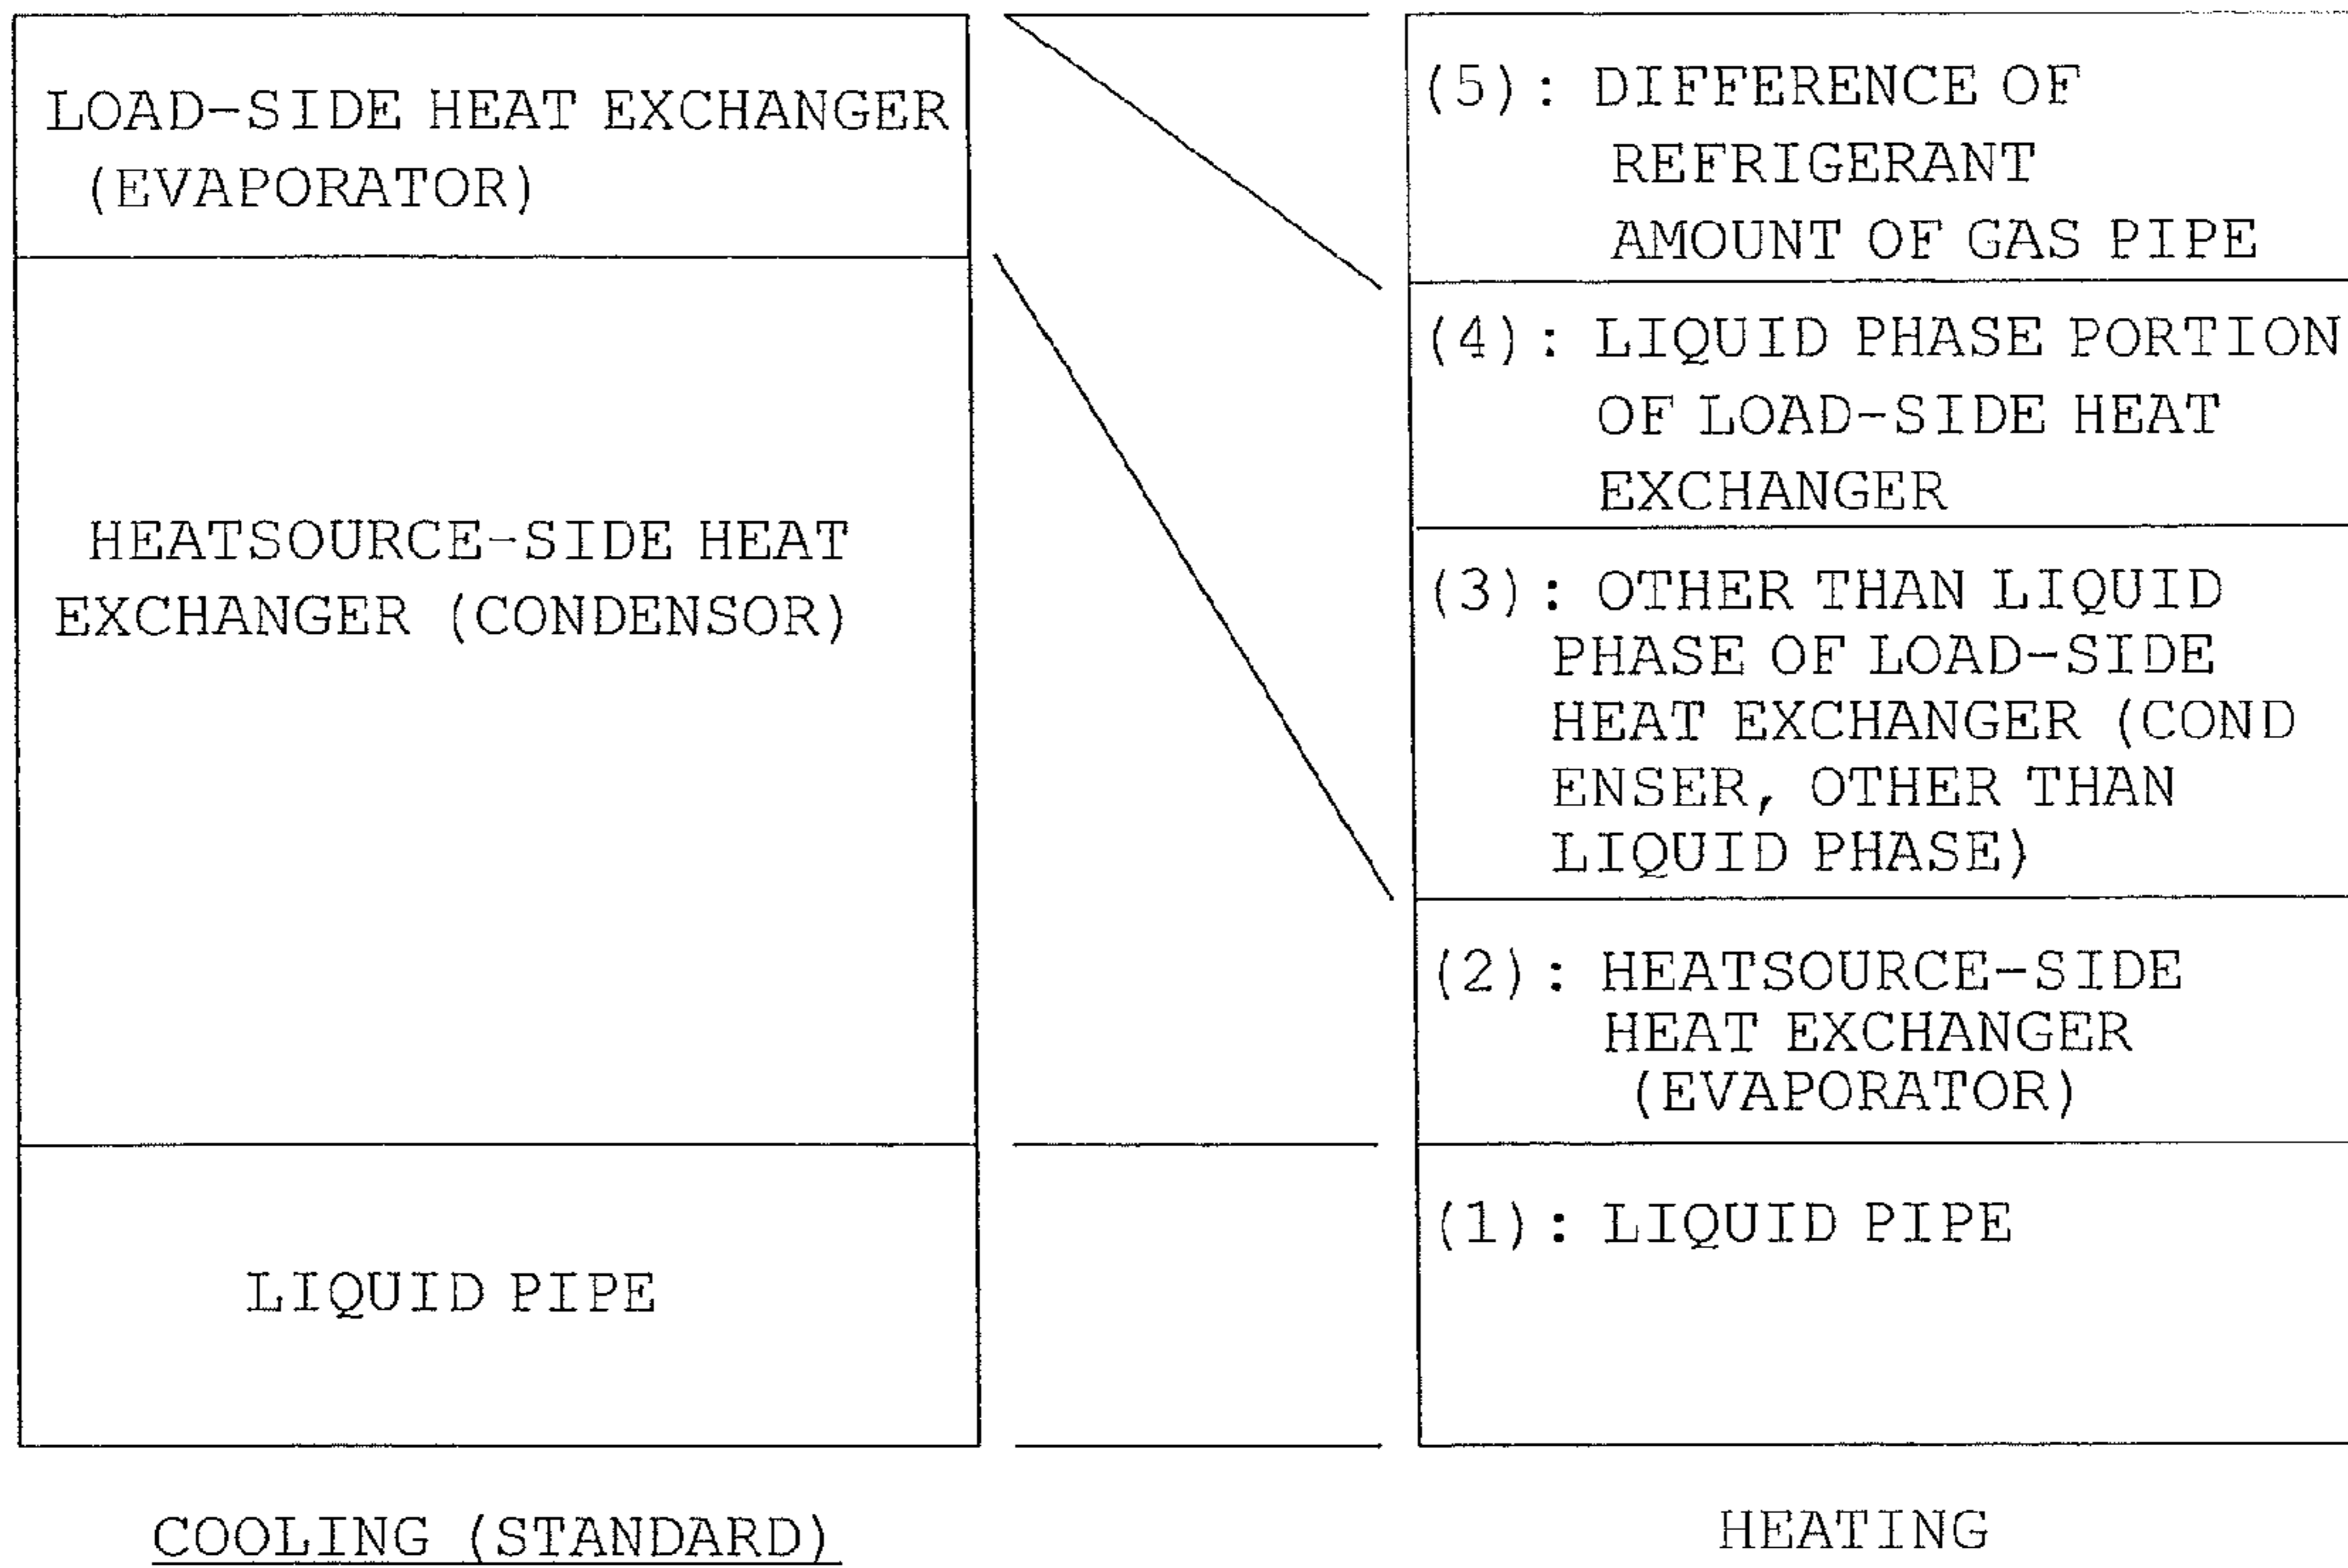 LOAD-SIDE HEAT EXCHANGER
(EVAPORATOR)
HEATSOURCE-SIDE HEAT
EXCHANGER (CONDENSOR)
LIQUID PIPE
COOLING (STANDARD)
(5): DIFFERENCE OF
REFRIGERANT
AMOUNT OF GAS PIPE
(4): LIQUID PHASE PORTION
OF LOAD-SIDE HEAT
EXCHANGER
(3): OTHER THAN LIQUID
PHASE OF LOAD-SIDE
HEAT EXCHANGER (COND
ENSER, OTHER THAN
LIQUID PHASE)
(2): HEATSOURCE-SIDE
HEAT EXCHANGER
(EVAPORATOR)
(1): LIQUID PIPE
HEATING